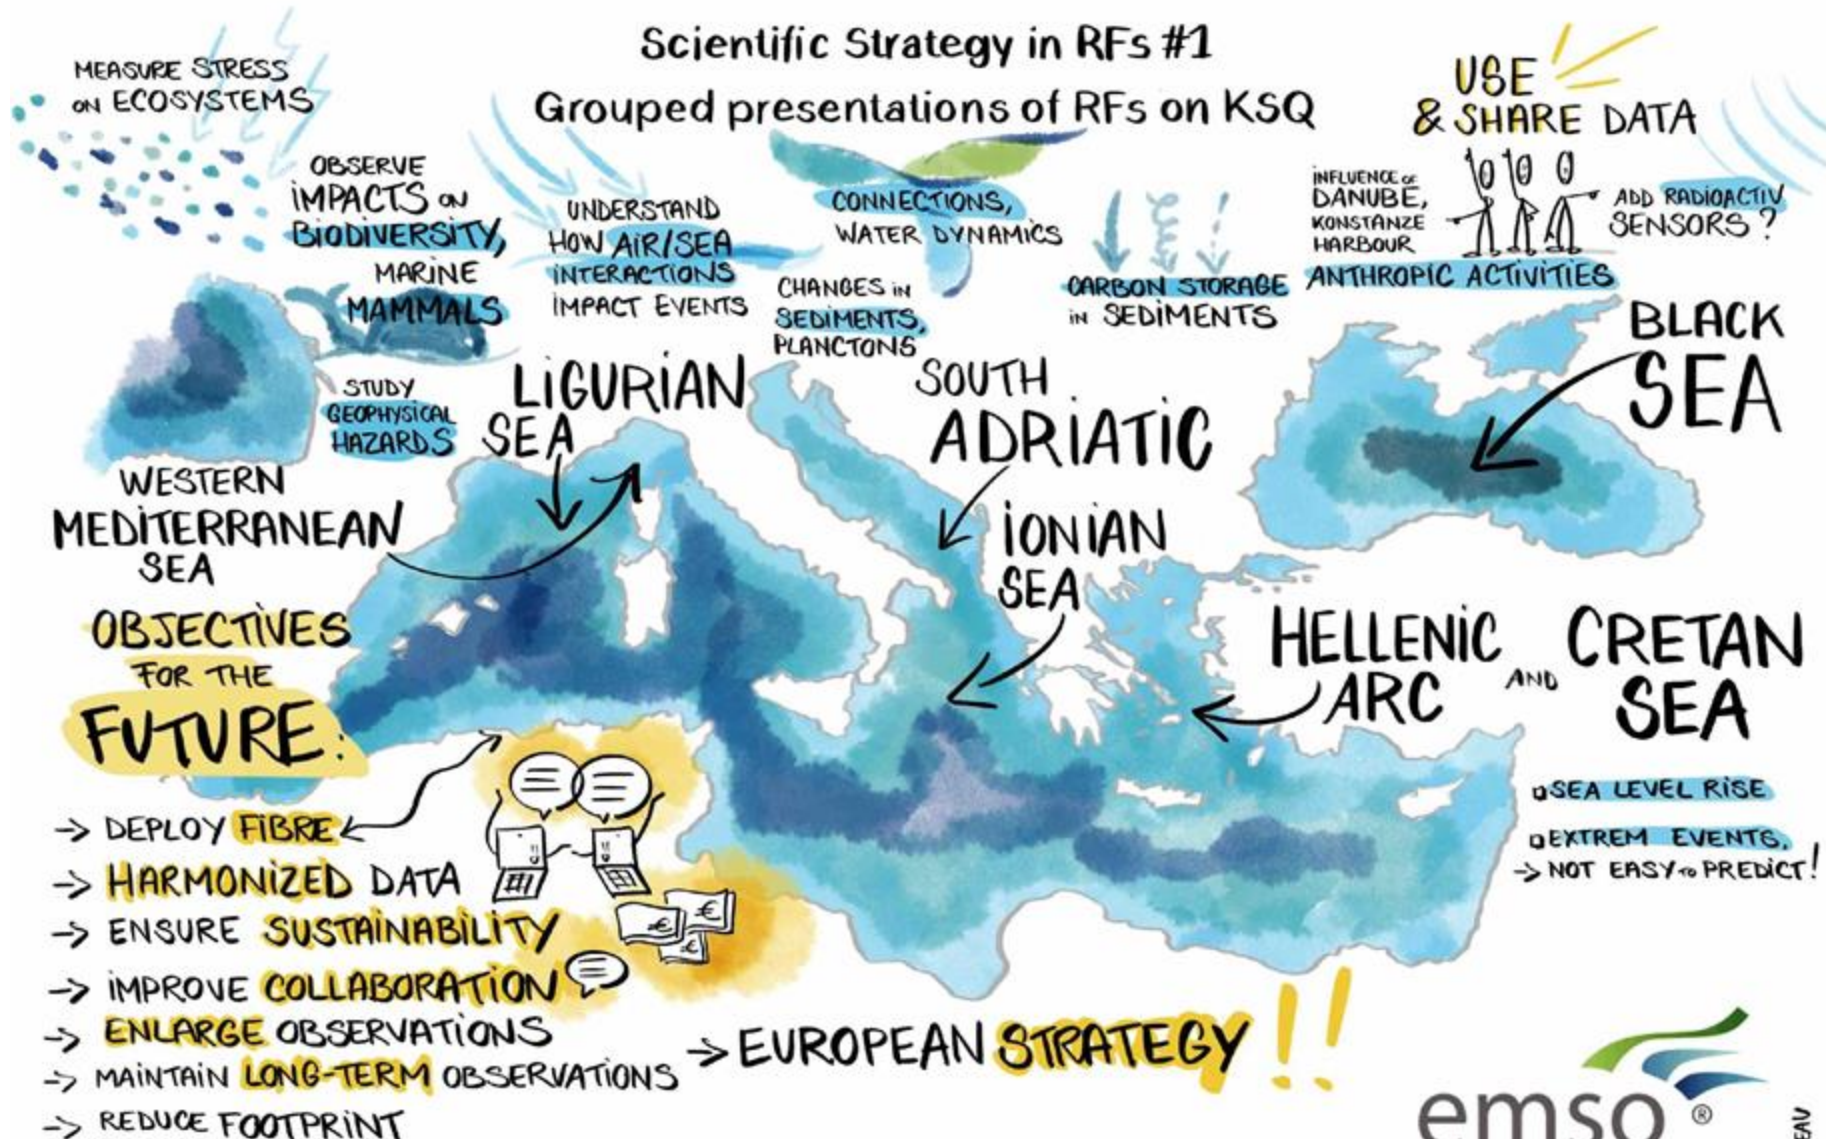 Scientific Strategy in RFs #1
Grouped presentations of RFs on KSQ
MEASURE STRESS
ON ECOSYSTEMS
OBSERVE
IMPACTS ON
BIODIVERSITY,
MARINE
MAMMALS
STUDY
GEOPHYSICAL
HAZARDS
UNDERSTAND
HOW AIR/SEA
INTERACTIONS
IMPACT EVENTS
CONNECTIONS,
WATER DYNAMICS
CHANGES IN
SEDIMENTS,
PLANCTONS
CARBON STORAGE
IN SEDIMENTS
USE
& SHARE DATA
INFLUENCE OF
DANUBE,
KONSTANZE
HARBOUR
ADD RADIOACTIV
SENSORS ?
ANTHROPIC ACTIVITIES
BLACK
SEA
LIGURIAN
SEA
SOUTH
ADRIATIC
WESTERN
MEDITERRANEAN
SEA
IONIAN
SEA
HELLENIC
ARC
AND
CRETAN
SEA
SEA LEVEL RISE
EXTREM EVENTS,
→ NOT EASY TO PREDICT!
OBJECTIVES
FOR THE
FUTURE:
→ DEPLOY FIBRE
→ HARMONIZED DATA
→ ENSURE SUSTAINABILITY
€
€
€
→ IMPROVE COLLABORATION
→ ENLARGE OBSERVATIONS
→ MAINTAIN LONG-TERM OBSERVATIONS
→ REDUCE FOOTPRINT
→ EUROPEAN STRATEGY !!
emso ®